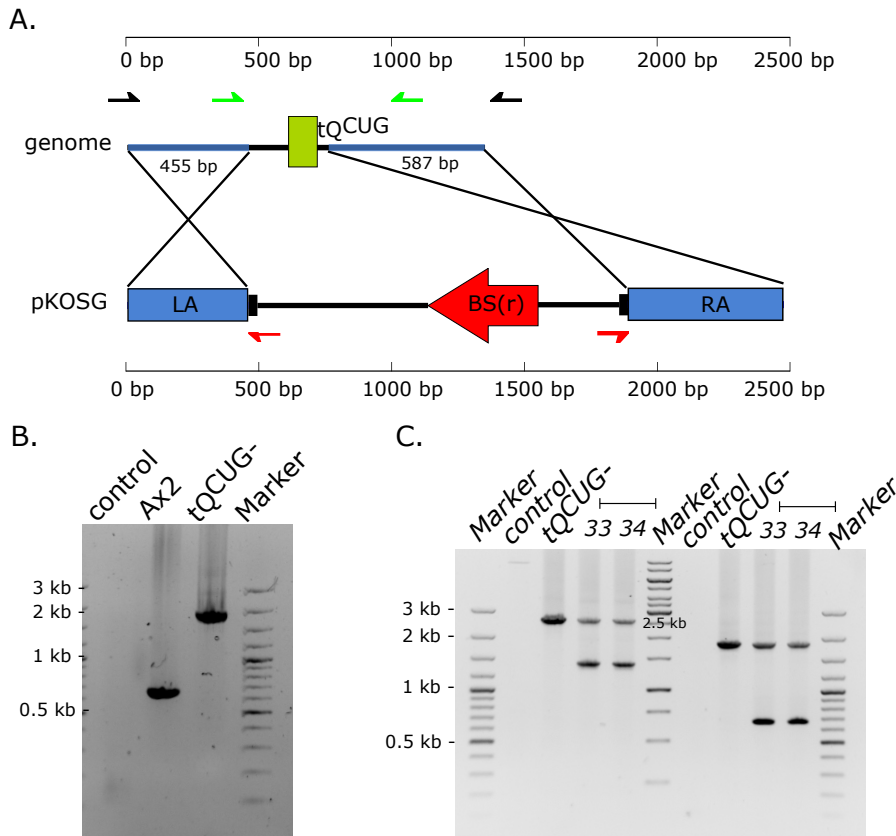 A.
0 bp 500 bp 1000 bp 1500 bp 2000 bp 2500 bp
tQCUG
genome
455 bp
587 bp
pKOSG
LA
BS(r)
RA
0 bp 500 bp 1000 bp 1500 bp 2000 bp 2500 bp
B.
control
Ax2
tQCUG-
Marker
3 kb
2 kb
1 kb
0.5 kb
C.
Marker
control
tQCUG-
33
34
Marker
control
tQCUG-
33
34
Marker
3 kb
2 kb
1 kb
0.5 kb
2.5 kb